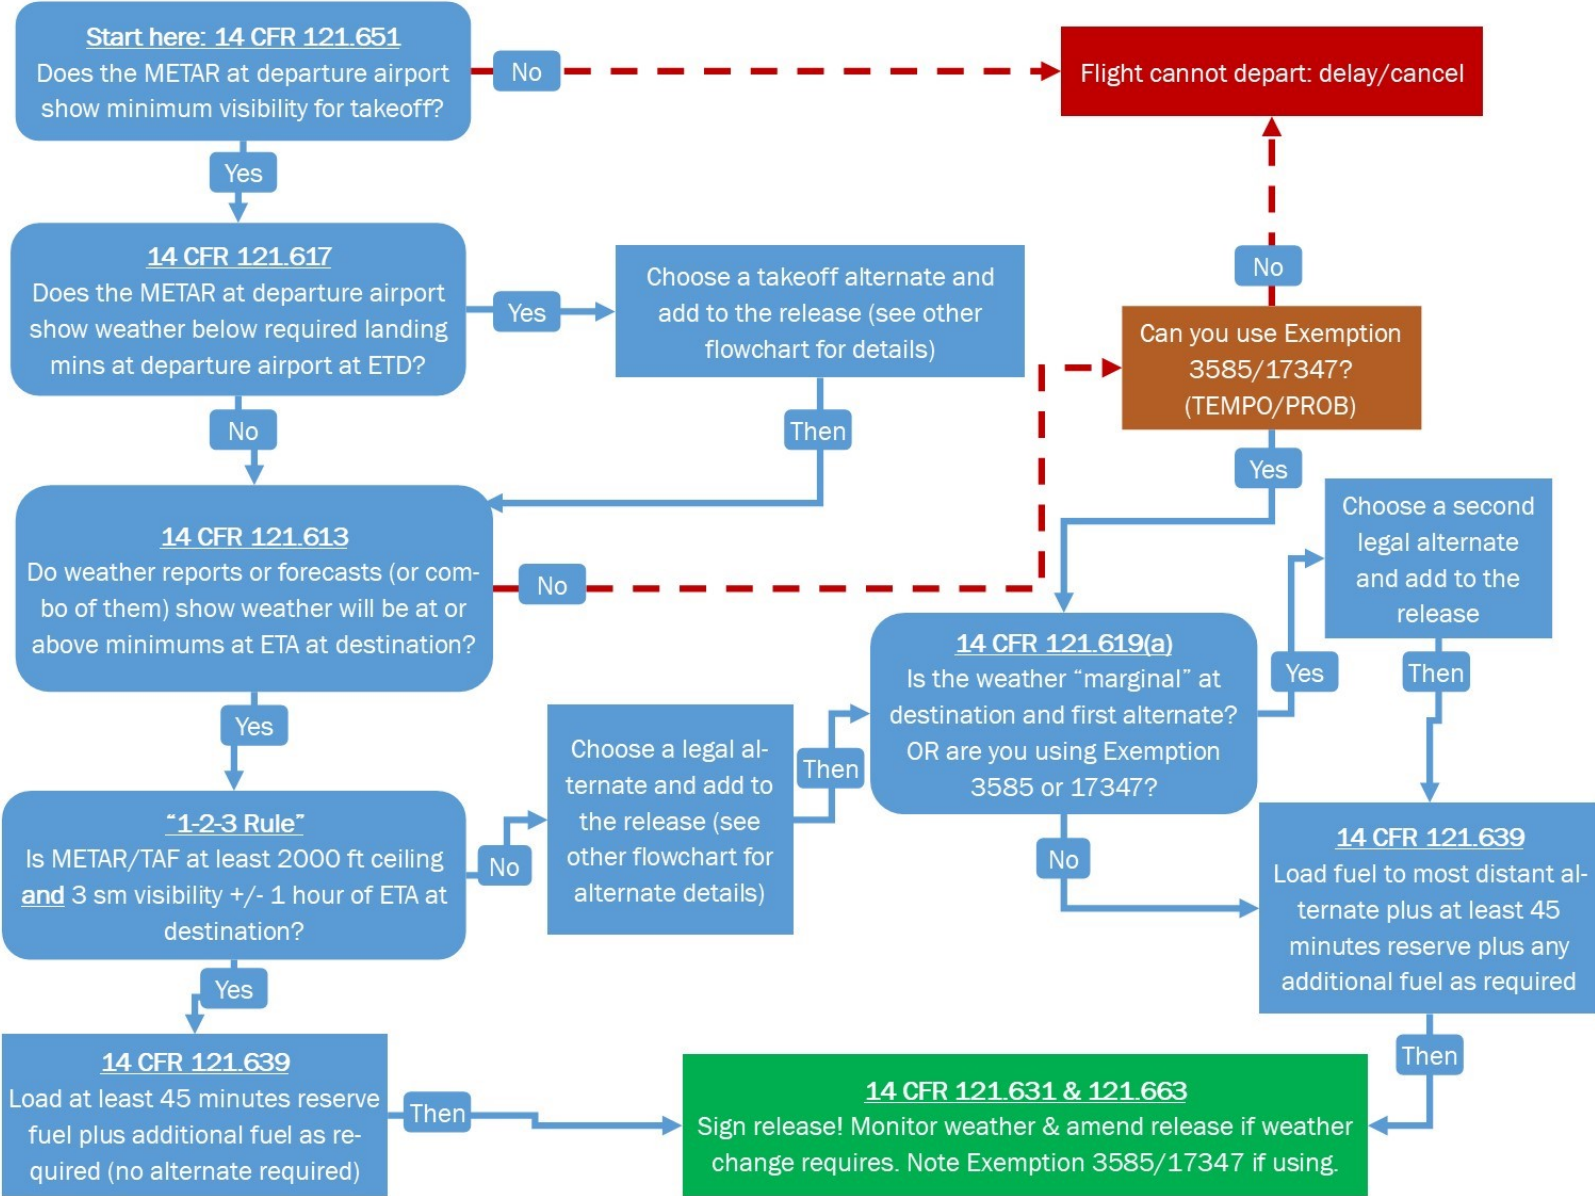 Start here: 14 CFR 121.651
Does the METAR at departure airport
show minimum visibility for takeoff?
No
Flight cannot depart: delay/cancel
Yes
14 CFR 121.617
Does the METAR at departure airport
show weather below required landing
mins at departure airport at ETD?
Yes
Choose a takeoff alternate and
add to the release (see other
flowchart for details)
No
Can you use Exemption
3585/17347?
(TEMPO/PROB)
No
Then
Yes
14 CFR 121.613
Do weather reports or forecasts (or com-
bo of them) show weather will be at or
above minimums at ETA at destination?
No
Choose a second
legal alternate
and add to the
release
14 CFR 121.619(a)
Is the weather “marginal” at
destination and first alternate?
OR are you using Exemption
3585 or 17347?
Yes
Then
Yes
Choose a legal al-
ternate and add to
the release (see
other flowchart for
alternate details)
Then
“1-2-3 Rule”
Is METAR/TAF at least 2000 ft ceiling
and 3 sm visibility +/- 1 hour of ETA at
destination?
No
No
14 CFR 121.639
Load fuel to most distant al-
ternate plus at least 45
minutes reserve plus any
additional fuel as required
Yes
Then
14 CFR 121.639
Load at least 45 minutes reserve
fuel plus additional fuel as re-
quired (no alternate required)
Then
14 CFR 121.631 & 121.663
Sign release! Monitor weather & amend release if weather
change requires. Note Exemption 3585/17347 if using.